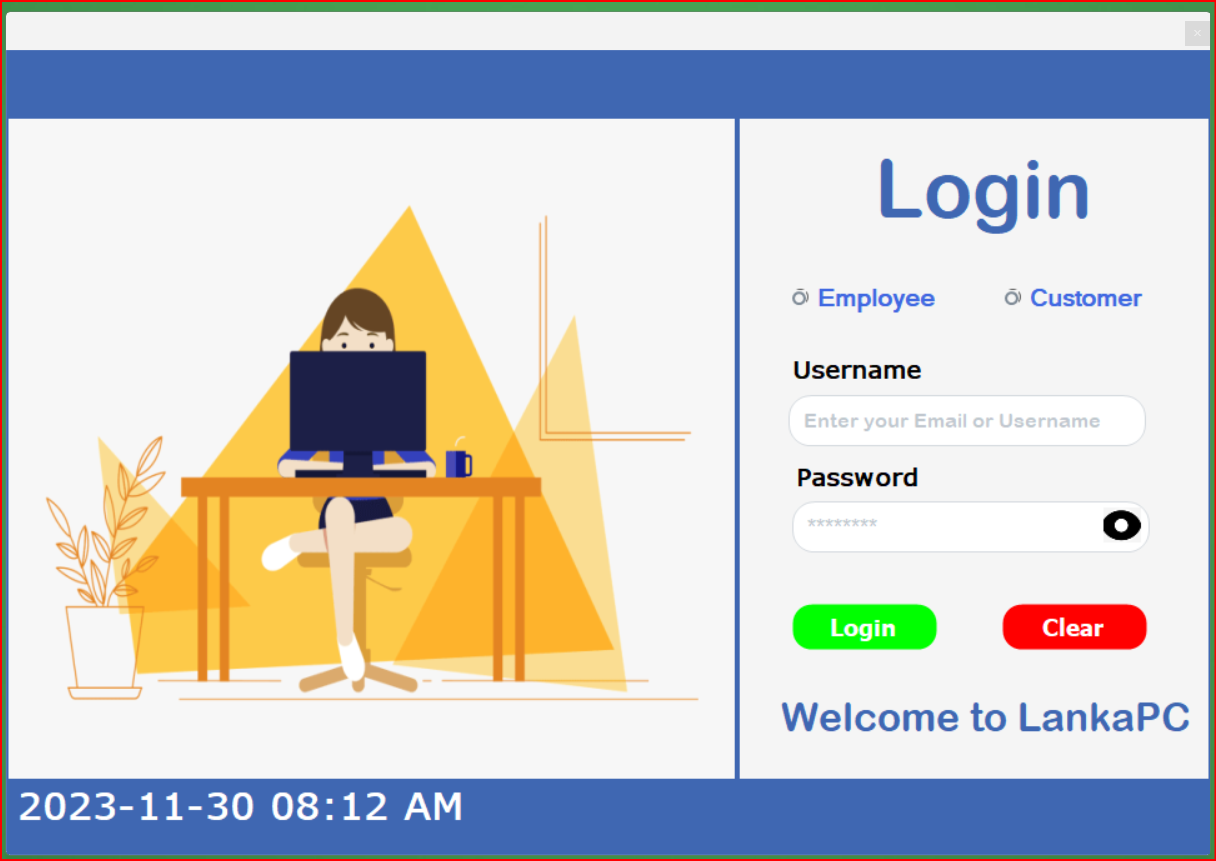 Login
Employee Customer
Username
Enter your Email or Username
Password
********
Login Clear
Welcome to LankaPC
2023-11-30 08:12 AM